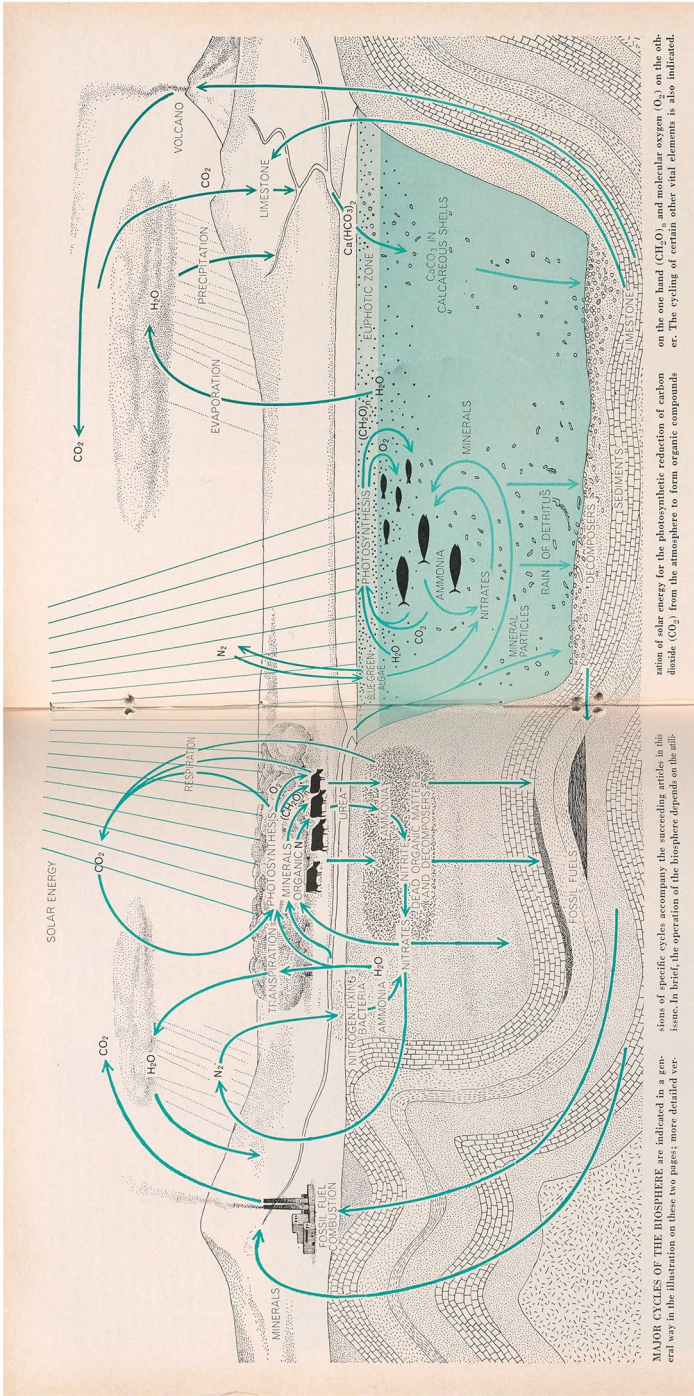 SOLAR ENERGY
CO₂
CO₂
H₂O
N₂
RESPIRATION
TRANSPIRATION
PHOTOSYNTHESIS
O₂
(CH₂O)ₙ
MINERALS
ORGANIC N
UREA
MINERALS
FOSSIL FUEL
COMBUSTION
NITROGEN-FIXING
BACTERIA
AMMONIA
H₂O
AMMONIA
NITRATES
NITRITES
DEAD ORGANIC MATTER
AND DECOMPOSERS
FOSSIL FUELS
CO₂
VOLCANO
H₂O
CO₂
PRECIPITATION
EVAPORATION
N₂
LIMESTONE
Ca(HCO₃)₂
BLUE-GREEN
ALGAE
PHOTOSYNTHESIS
(CH₂O)ₙ
H₂O
EUPHOTIC ZONE
O₂
H₂O
CO₂
AMMONIA
MINERALS
CaCO₃ IN
CALCAREOUS SHELLS
NITRATES
MINERAL
PARTICLES
RAIN OF DETRITUS
DECOMPOSERS
SEDIMENTS
LIMESTONE
MAJOR CYCLES OF THE BIOSPHERE are indicated in a gen-
eral way in the illustration on these two pages; more detailed ver-
sions of specific cycles accompany the succeeding articles in this
issue. In brief, the operation of the biosphere depends on the utili-
zation of solar energy for the photosynthetic reduction of carbon
dioxide (CO₂) from the atmosphere to form organic compounds
on the one hand (CH₂O)ₙ and molecular oxygen (O₂) on the oth-
er. The cycling of certain other vital elements is also indicated.